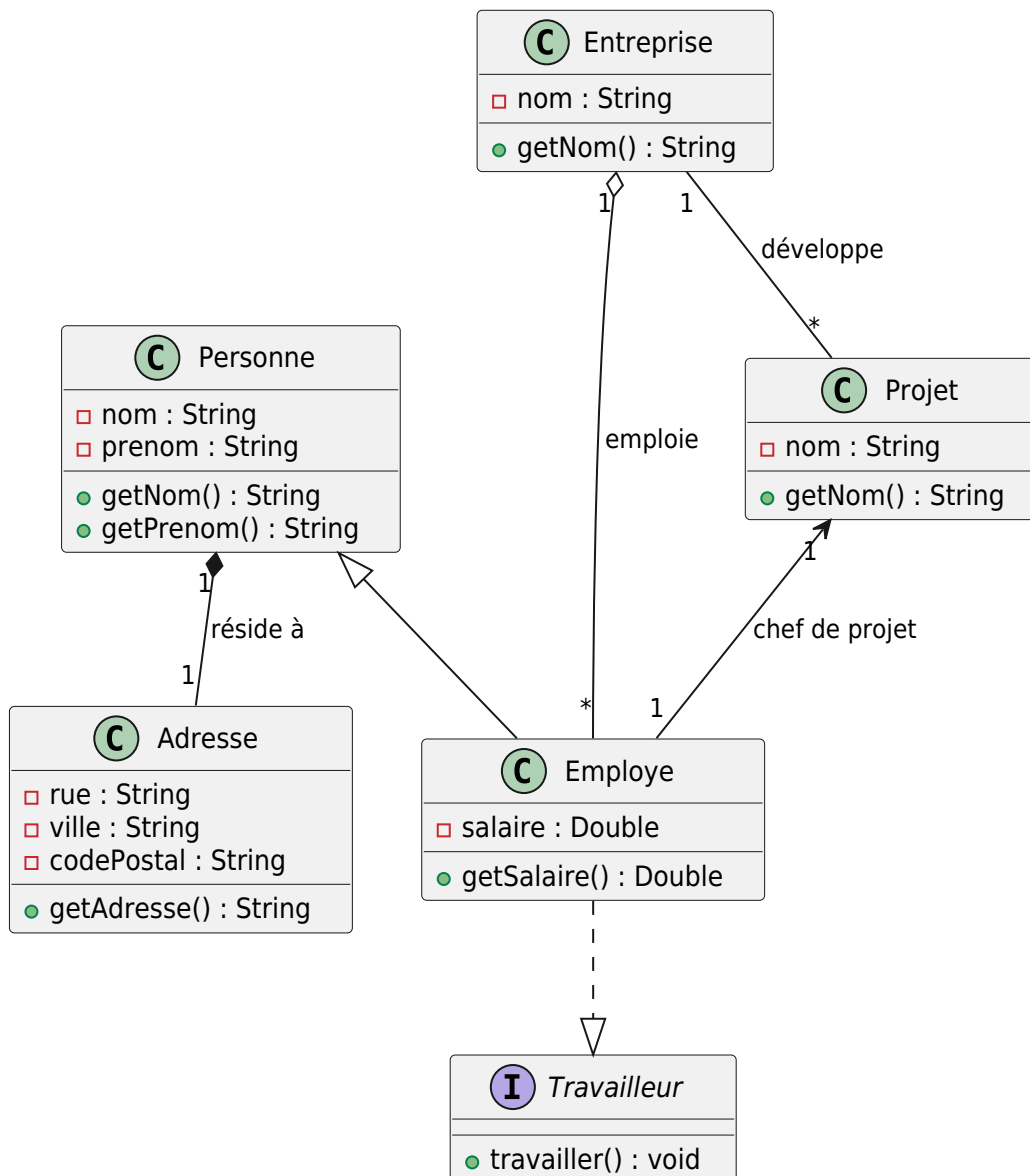 C Entreprise
nom : String
getNom() : String
1
1
développe
*
C Personne
nom : String
prenom : String
getNom() : String
getPrenom() : String
emploie
C Projet
nom : String
getNom() : String
1
réside à
1
1
chef de projet
*
1
C Adresse
rue : String
ville : String
codePostal : String
getAdresse() : String
C Employe
salaire : Double
getSalaire() : Double
I Travailleur
travailler() : void